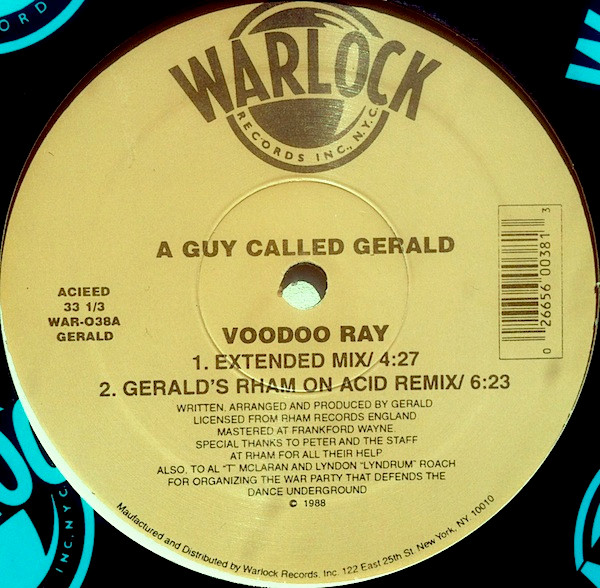 WARLOCK
RECORDS INC., N.Y.C.
A GUY CALLED GERALD
ACIEED
33 1/3
WAR-038A
GERALD
0 26656 00381 3
VOODOO RAY
1. EXTENDED MIX/ 4:27
2. GERALD'S RHAM ON ACID REMIX/ 6:23
WRITTEN, ARRANGED AND PRODUCED BY GERALD
LICENSED FROM RHAM RECORDS ENGLAND
MASTERED AT FRANKFORD WAYNE.
SPECIAL THANKS TO PETER AND THE STAFF
AT RHAM FOR ALL THEIR HELP
ALSO, TO AL "T" MCLARAN AND LYNDON "LYNDRUM" ROACH
FOR ORGANIZING THE WAR PARTY THAT DEFENDS THE
DANCE UNDERGROUND
© 1988
Maufactured and Distributed by Warlock Records. Inc. 122 East 25th St. New York, NY 10010
INC., N.Y.C.